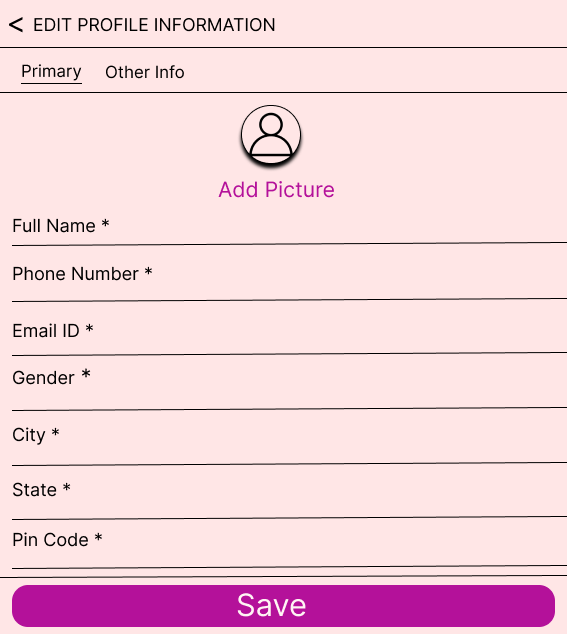 < EDIT PROFILE INFORMATION
Primary Other Info
Add Picture
Full Name *
Phone Number *
Email ID *
Gender *
City *
State *
Pin Code *
Save